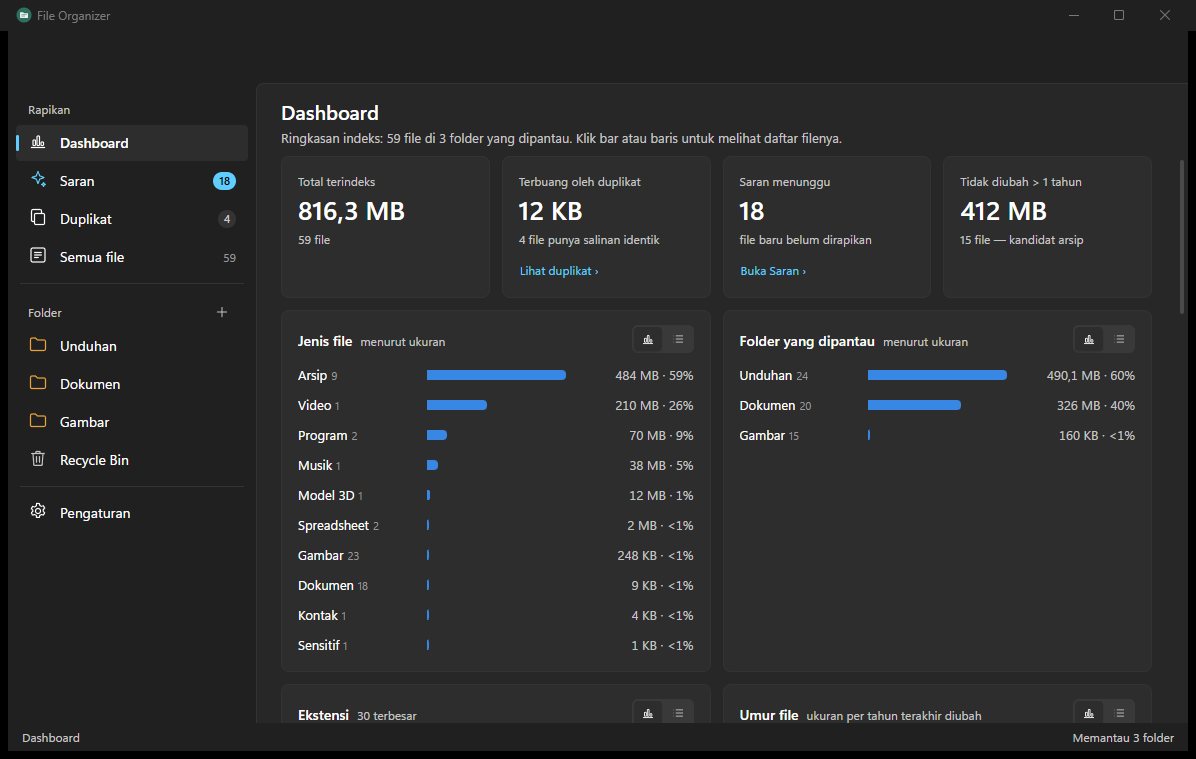 File Organizer
Rapikan
Dashboard
Saran 18
Duplikat 4
Semua file 59
Folder
Unduhan
Dokumen
Gambar
Recycle Bin
Pengaturan
Dashboard
Ringkasan indeks: 59 file di 3 folder yang dipantau. Klik bar atau baris untuk melihat daftar filenya.
Total terindeks
816,3 MB
59 file
Terbuang oleh duplikat
12 KB
4 file punya salinan identik
Lihat duplikat ›
Saran menunggu
18
file baru belum dirapikan
Buka Saran ›
Tidak diubah > 1 tahun
412 MB
15 file — kandidat arsip
Jenis file menurut ukuran
Arsip 9 484 MB · 59%
Video 1 210 MB · 26%
Program 2 70 MB · 9%
Musik 1 38 MB · 5%
Model 3D 1 12 MB · 1%
Spreadsheet 2 2 MB · <1%
Gambar 23 248 KB · <1%
Dokumen 18 9 KB · <1%
Kontak 1 4 KB · <1%
Sensitif 1 1 KB · <1%
Folder yang dipantau menurut ukuran
Unduhan 24 490,1 MB · 60%
Dokumen 20 326 MB · 40%
Gambar 15 160 KB · <1%
Ekstensi 30 terbesar
Umur file ukuran per tahun terakhir diubah
Dashboard
Memantau 3 folder